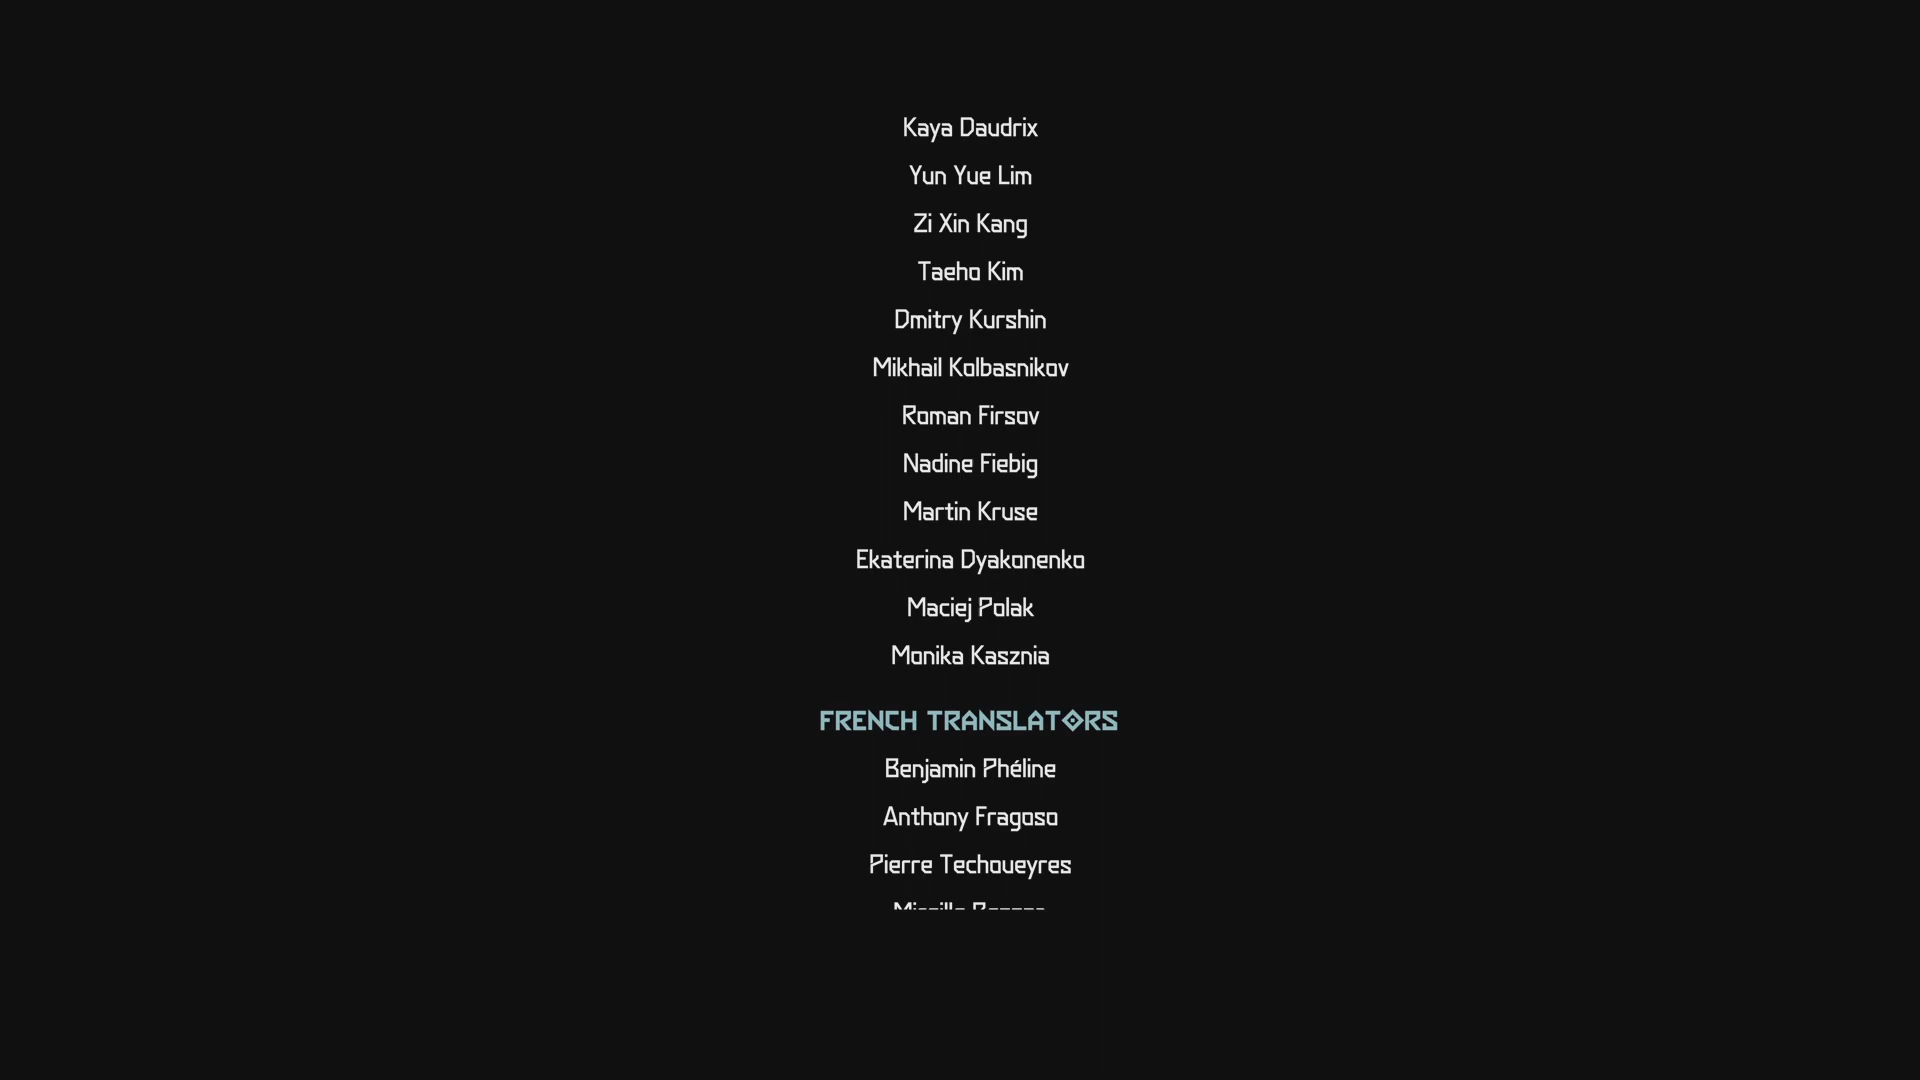 Kaya Daudrix
Yun Yue Lim
Zi Xin Kang
Taeho Kim
Dmitry Kurshin
Mikhail Kolbasnikov
Roman Firsov
Nadine Fiebig
Martin Kruse
Ekaterina Dyakonenko
Maciej Polak
Monika Kasznia
FRENCH TRANSLATORS
Benjamin Phéline
Anthony Fragoso
Pierre Techoueyres